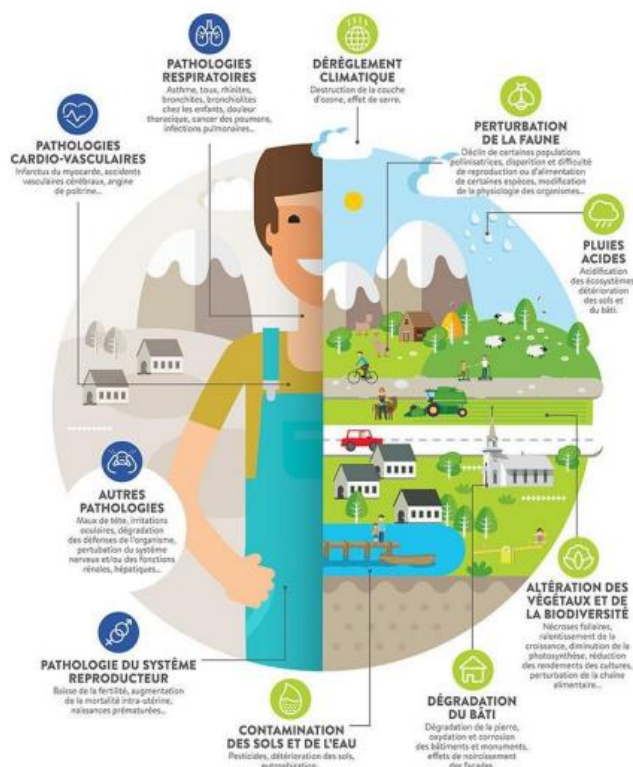 PATHOLOGIES
RESPIRATOIRES
Asthme, toux, rhinites,
bronchites, bronchiolites
chez les enfants, douleur
thoracique, cancer des poumons,
infections pulmonaires...
DÉRÈGLEMENT
CLIMATIQUE
Destruction de la couche
d'ozone, effet de serre.
PATHOLOGIES
CARDIO-VASCULAIRES
Infarctus du myocarde, accidents
vasculaires cérébraux, angine
de poitrine...
PERTURBATION
DE LA FAUNE
Déclin de certaines populations
pollinisatrices, disparition et difficulté
de reproduction ou d'alimentation
de certaines espèces, modification
de la physiologie des organismes...
PLUIES
ACIDES
Acidification
des écosystèmes
détérioration
des sols et
du bâti.
AUTRES
PATHOLOGIES
Maux de tête, irritations
oculaires, dégradation
des défenses de l'organisme,
pertubation du système
nerveux et/ou des fonctions
rénales, hépatiques...
ALTÉRATION DES
VÉGÉTAUX ET DE
LA BIODIVERSITÉ
Nécroses foliaires,
ralentissement de la
croissance, diminution de la
photosynthèse, réduction
des rendements des cultures,
perturbation de la chaîne
alimentaire...
PATHOLOGIE DU SYSTÈME
REPRODUCTEUR
Baisse de la fertilité, augmentation
de la mortalité intra-utérine,
naissances prématurées...
DÉGRADATION
DU BÂTI
Dégradation de la pierre,
oxydation et corrosion
des bâtiments et monuments,
effets de noircissement
des façades
CONTAMINATION
DES SOLS ET DE L'EAU
Pesticides, détérioration des sols,
eutrophisation